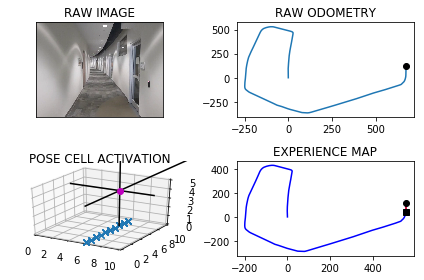 RAW IMAGE
RAW ODOMETRY
500
250
0
-250
-250 0 250 500
POSE CELL ACTIVATION
5
4
3
2
1
0
0 2 4 6 8 10
0 2 4 6 8 10
EXPERIENCE MAP
400
200
0
-200
-200 0 200 400 600